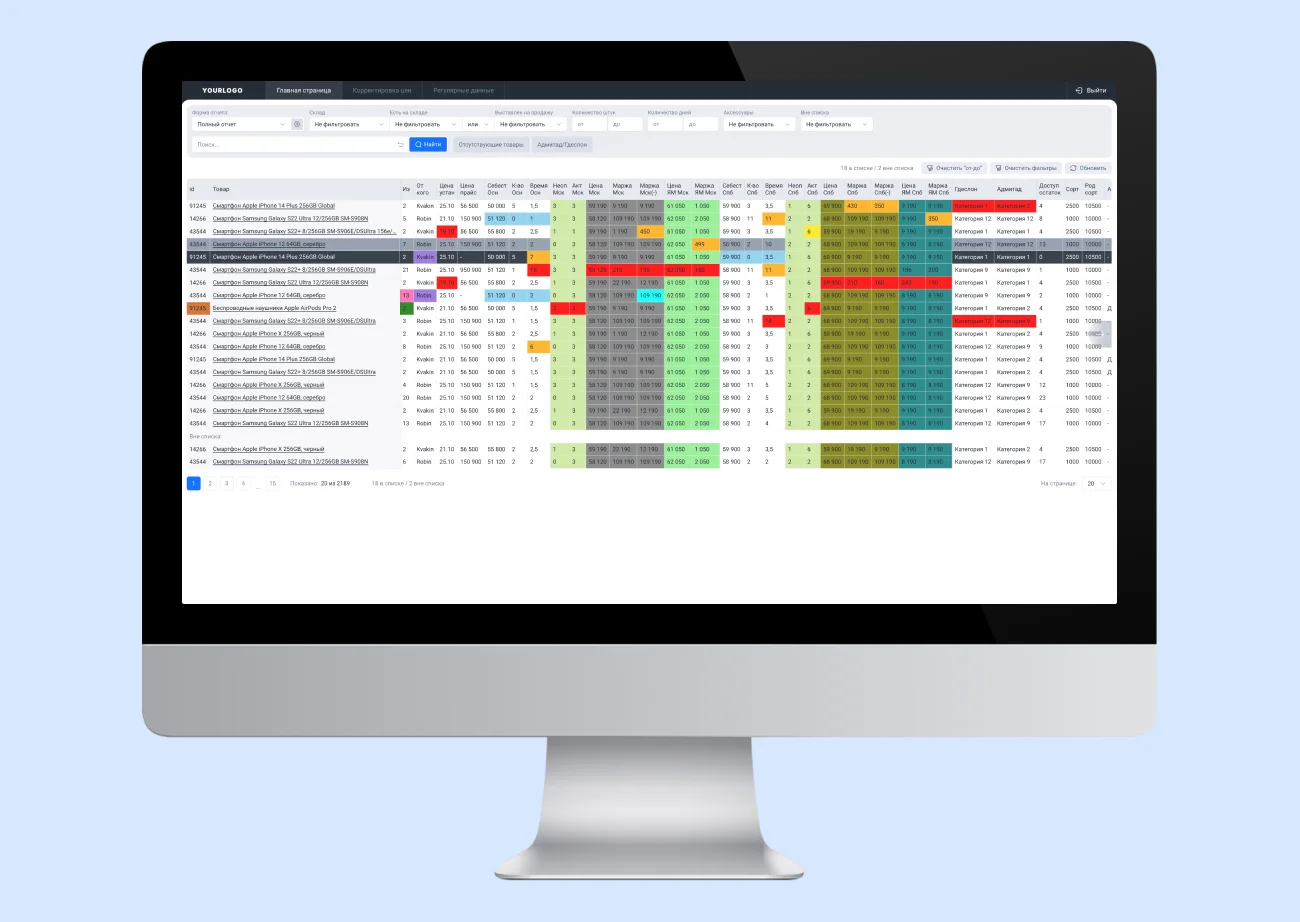 YOURLOGO Главная страница Корректировка цен Регулярные данные Выйти
Форма отчета Склад Есть на складе Выставлен на продажу Количество штук Количество дней Аксессуары Вне списка
Полный отчет Не фильтровать Не фильтровать или Не фильтровать от до от до Не фильтровать Не фильтровать
Поиск... Найти Отсутствующие товары Адмитад/Гдеслон
18 в списке / 2 вне списка Очистить "от-до" Очистить фильтры Обновить
id Товар Из От кого Цена устан Цена прайс Себест Осн К-во Осн Время Осн Неоп Мск Акт Мск Цена Мск Маржа Мск Маржа Мск(-) Цена ЯМ Мск Маржа ЯМ Мск Себест Спб К-во Спб Время Спб Неоп Спб Акт Спб Цена Спб Маржа Спб Маржа Спб(-) Цена ЯМ Спб Маржа ЯМ Спб Гдеслон Адмитад Доступ остаток Сорт Род сорт А
91245 Смартфон Apple iPhone 14 Plus 256GB Global 2 Kvakin 21.10 56 500 50 000 5 1,5 3 3 59 190 9 190 9 190 61 050 1 050 59 900 3 3,5 1 6 69 900 430 250 9 190 9 190 Категория 1 Категория 2 4 2500 10500 -
14266 Смартфон Samsung Galaxy S22 Ultra 12/256GB SM-S908N 5 Robin 25.10 150 900 51 120 0 1 3 3 58 120 109 190 109 190 62 050 2 050 58 900 11 11 2 2 68 900 109 190 109 190 8 190 350 Категория 12 Категория 12 8 1000 10000 -
43544 Смартфон Samsung Galaxy S22+ 8/256GB SM-S906E/DSUltra 156e/... 2 Kvakin 19.10 56 500 55 800 2 2,5 1 1 59 190 1 190 450 61 050 1 050 59 900 3 3,5 1 6 59 900 19 190 9 190 9 190 9 190 Категория 1 Категория 1 4 2500 10500 -
43544 Смартфон Apple iPhone 12 64GB, серебро 7 Robin 25.10 150 900 51 120 2 2 0 3 58 120 109 190 109 190 62 050 499 58 900 2 10 2 2 68 900 109 190 109 190 8 190 8 190 Категория 12 Категория 12 13 1000 10000 -
91245 Смартфон Apple iPhone 14 Plus 256GB Global 2 Kvakin 21.10 - 50 000 5 7 3 3 59 190 9 190 9 190 61 050 1 050 59 900 0 3,5 1 6 69 900 9 190 9 190 9 190 9 190 Категория 1 Категория 1 0 2500 10500 -
43544 Смартфон Samsung Galaxy S22+ 8/256GB SM-S906E/DSUltra 21 Robin 25.10 950 900 51 120 1 3 3 62 050 58 900 11 11 2 2 68 900 109 190 109 190 186 200 Категория 9 Категория 1 1 1000 10000 -
14266 Смартфон Samsung Galaxy S22 Ultra 12/256GB SM-S908N 2 Kvakin 19.10 56 500 55 800 2 2,5 1 3 59 190 22 190 12 190 61 050 1 050 59 900 3 3,5 1 6 59 900 210 160 Категория 1 Категория 1 4 2500 10500 -
43544 Смартфон Apple iPhone 12 64GB, серебро 13 Robin 25.10 - 51 120 0 2 0 3 58 120 109 190 109 190 62 050 2 050 58 900 2 1 2 2 68 900 109 190 109 190 8 190 8 190 Категория 9 Категория 9 2 1000 10000 -
91245 Беспроводные наушники Apple AirPods Pro 2 Kvakin 21.10 56 500 50 000 5 1,5 3 3 59 190 9 190 9 190 61 050 1 050 59 900 3 3,5 1 69 900 9 190 9 190 9 190 9 190 Категория 1 Категория 2 4 2500 10500 Д
43544 Смартфон Samsung Galaxy S22+ 8/256GB SM-S906E/DSUltra 3 Robin 25.10 150 900 51 120 1 1,5 3 3 58 120 109 190 109 190 62 050 2 050 58 900 11 14 2 2 68 900 109 190 109 190 8 190 8 190 Категория 12 Категория 9 1 1000 10000
14266 Смартфон Apple iPhone X 256GB, черный 2 Kvakin 21.10 56 500 55 800 2 2,5 1 3 59 190 1 190 12 190 61 050 1 050 59 900 3 3,5 1 6 59 900 19 190 9 190 9 190 9 190 Категория 1 Категория 2 4 2500 10500 -
43544 Смартфон Apple iPhone 12 64GB, серебро 8 Robin 25.10 150 900 51 120 2 6 0 3 58 120 109 190 109 190 62 050 2 050 58 900 2 3 2 2 68 900 109 190 109 190 8 190 8 190 Категория 12 Категория 9 9 1000 10000
91245 Смартфон Apple iPhone 14 Plus 256GB Global 2 Kvakin 21.10 56 500 50 000 5 1,5 3 3 59 190 9 190 9 190 61 050 1 050 59 900 3 3,5 1 6 69 900 9 190 9 190 9 190 9 190 Категория 1 Категория 2 4 2500 10500 Д
43544 Смартфон Samsung Galaxy S22+ 8/256GB SM-S906E/DSUltra 2 Kvakin 21.10 56 500 50 000 5 1,5 3 3 59 190 9 190 9 190 61 050 1 050 59 900 3 3,5 1 6 69 900 9 190 9 190 9 190 9 190 Категория 1 Категория 2 4 2500 10500 Д
14266 Смартфон Apple iPhone X 256GB, черный 4 Robin 25.10 150 900 51 120 1 1,5 3 3 58 120 109 190 109 190 62 050 2 050 58 900 11 5 2 2 68 900 109 190 109 190 8 190 8 190 Категория 12 Категория 9 12 1000 10000 -
43544 Смартфон Apple iPhone 12 64GB, серебро 20 Robin 25.10 150 900 51 120 2 2 0 3 58 120 109 190 109 190 62 050 2 050 58 900 2 5 2 2 68 900 109 190 109 190 8 190 8 190 Категория 12 Категория 9 23 1000 10000 -
14266 Смартфон Apple iPhone X 256GB, черный 2 Kvakin 21.10 56 500 55 800 2 2,5 1 3 59 190 22 190 12 190 61 050 1 050 59 900 3 3,5 1 6 59 900 19 190 9 190 9 190 9 190 Категория 1 Категория 2 4 2500 10500 -
43544 Смартфон Samsung Galaxy S22 Ultra 12/256GB SM-S908N 13 Robin 25.10 150 900 51 120 2 2 0 3 58 120 109 190 109 190 62 050 2 050 58 900 2 4 2 2 68 900 109 190 109 190 8 190 8 190 Категория 12 Категория 9 17 1000 10000 -
Вне списка:
14266 Смартфон Apple iPhone X 256GB, черный 2 Kvakin 21.10 56 500 55 800 2 2,5 1 3 59 190 22 190 12 190 61 050 1 050 59 900 3 3,5 1 6 59 900 19 190 9 190 9 190 9 190 Категория 1 Категория 2 4 2500 10500 -
43544 Смартфон Samsung Galaxy S22 Ultra 12/256GB SM-S908N 6 Robin 25.10 150 900 51 120 2 2 0 3 58 120 109 190 109 190 62 050 2 050 58 900 2 2 2 2 68 900 109 190 109 190 8 190 8 190 Категория 12 Категория 9 17 1000 10000 -
1 2 3 4 ... 15 Показано: 20 из 2189 18 в списке / 2 вне списка На странице: 20